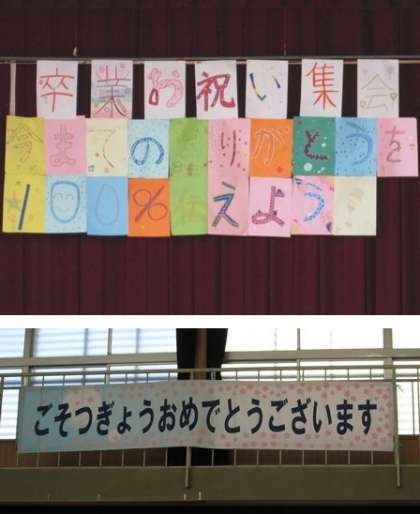 卒業お祝い集会
今までのありがとうを
100%伝えよう
ごそつぎょうおめでとうございます